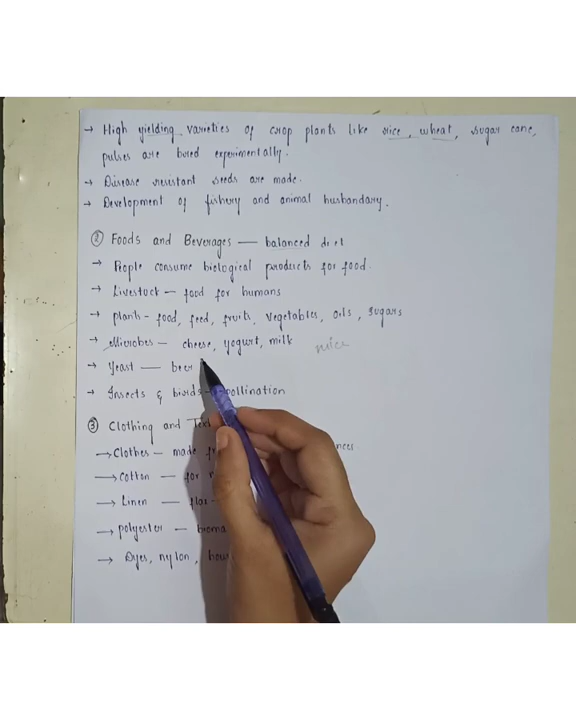 → High yielding varieties of crop plants like rice, wheat, sugar cane,
pulses are bured experimentally.
→ Disease resistant seeds are made.
→ Development of fishery and animal husbandary.
② Foods and Beverages — balanced diet
→ People consume biological products for food.
→ Livestock — food for humans
→ plants - food, feed, fruits, vegetables, oils, sugars
→ Microbes — cheese, yogurt, milk
→ Yeast — beer
→ Insects & birds - pollination
③ Clothing and Text
→ Clothes — made
→ Cotton — for
→ Linen — flax
→ polyester —
→ Dyes, nylon,